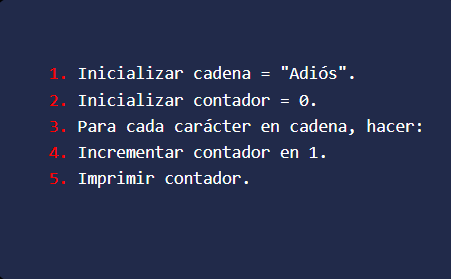 1. Inicializar cadena = "Adiós".
2. Inicializar contador = 0.
3. Para cada carácter en cadena, hacer:
4. Incrementar contador en 1.
5. Imprimir contador.